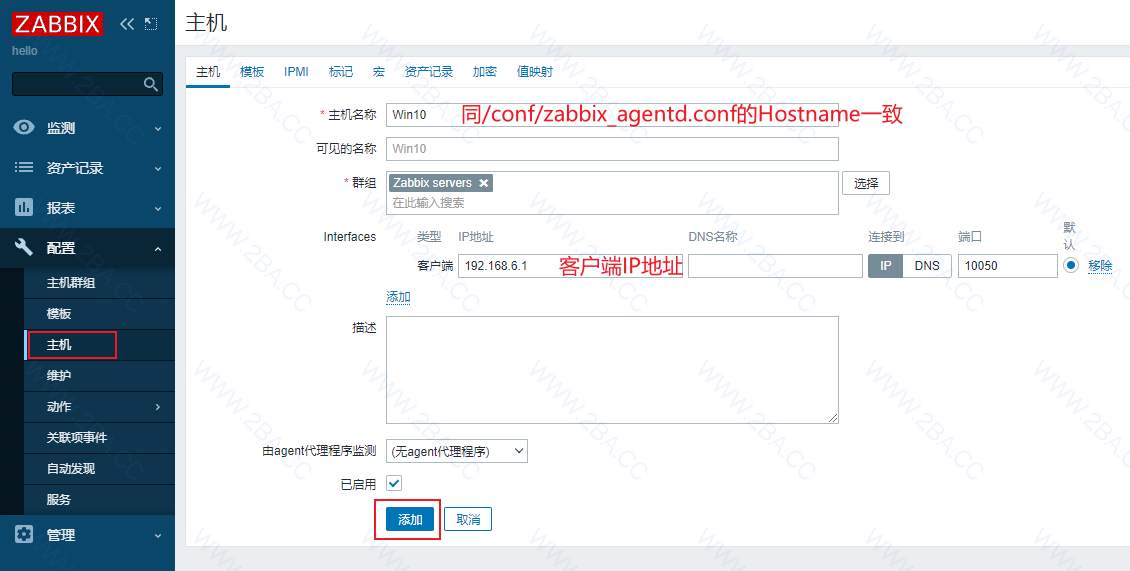 ZABBIX
hello
监测
资产记录
报表
配置
主机群组
模板
主机
维护
动作
关联项事件
自动发现
服务
管理
主机
主机 模板 IPMI 标记 宏 资产记录 加密 值映射
* 主机名称 Win10 同/conf/zabbix_agentd.conf的Hostname一致
可见的名称 Win10
* 群组 Zabbix servers 选择
在此输入搜索
Interfaces 类型 IP地址 DNS名称 连接到 端口 默认
客户端 192.168.6.1 客户端IP地址 IP DNS 10050 移除
添加
描述
由agent代理程序监测 (无agent代理程序)
已启用
添加 取消
WWW.2BA.CC